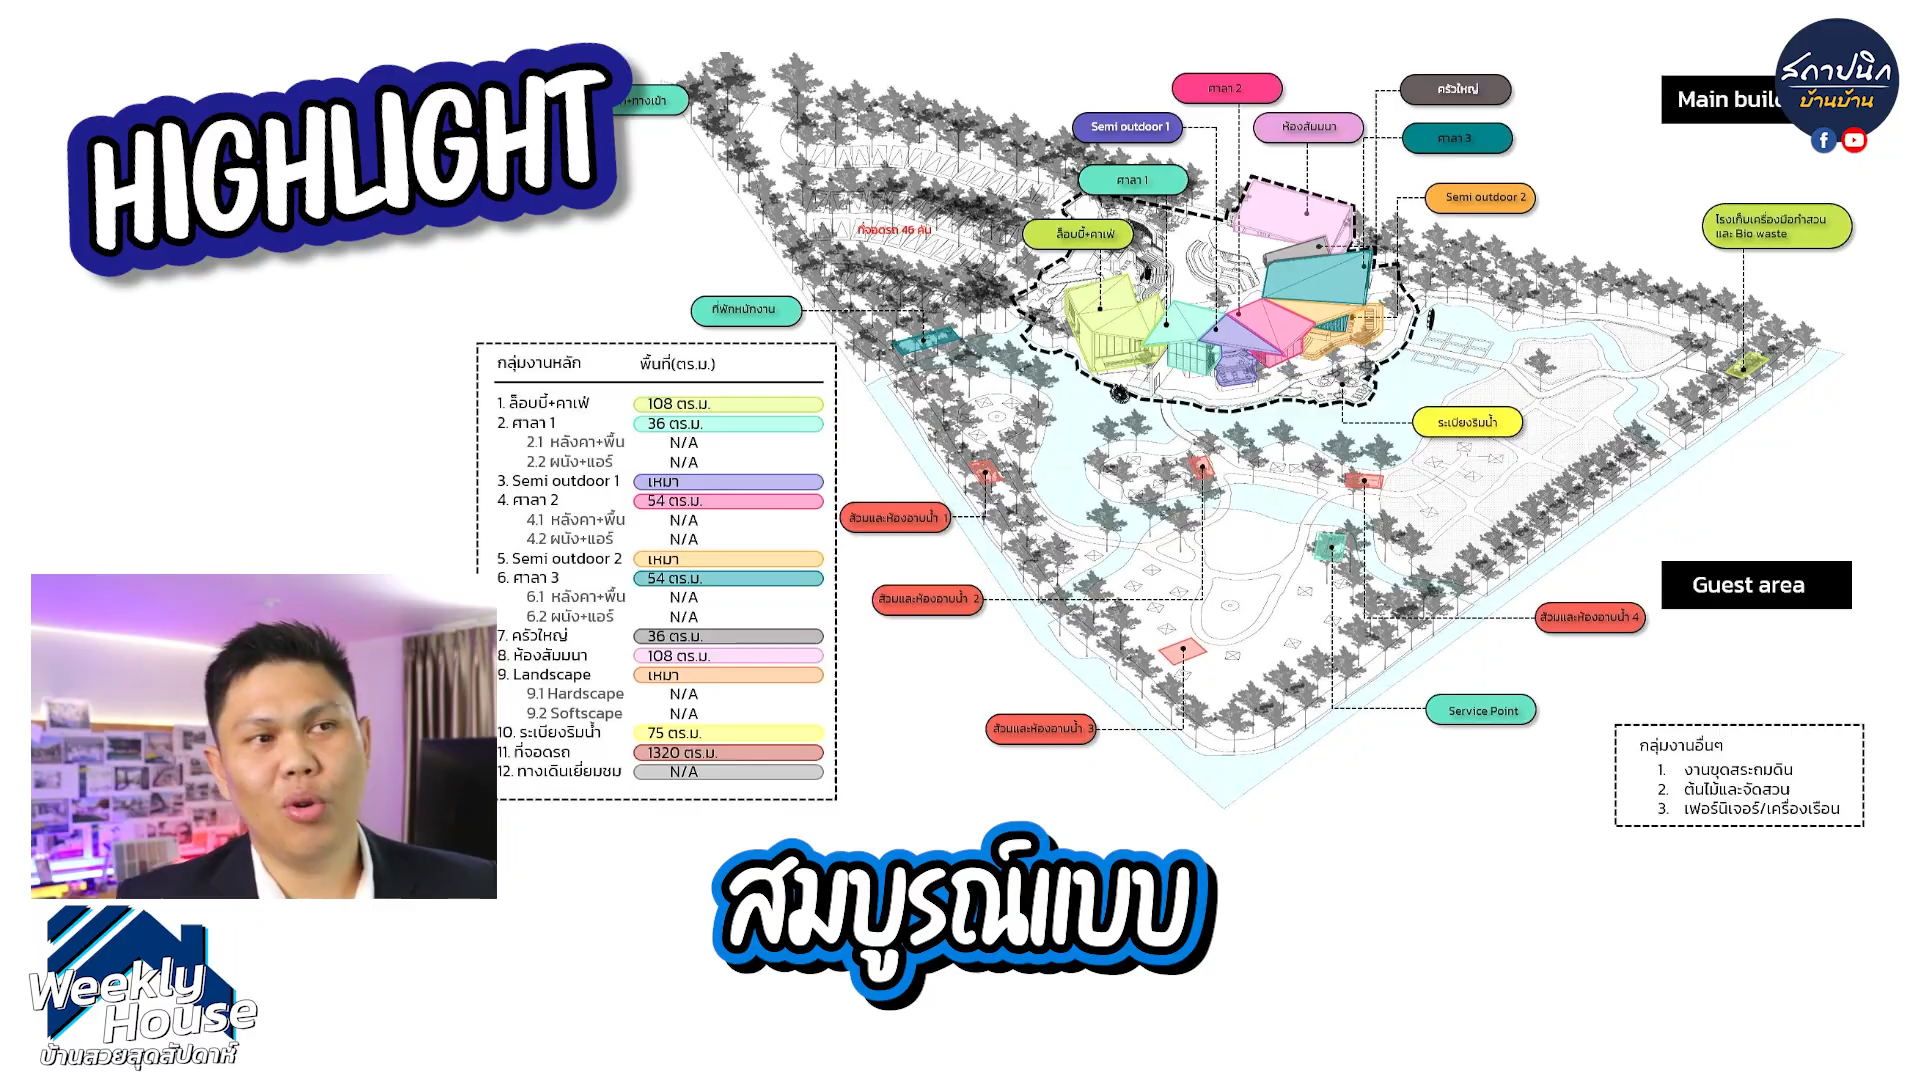 HIGHLIGHT
+ทางเข้า
ศาลา 2
ครัวใหญ่
Main build
สถาปนิก
บ้านบ้าน
Semi outdoor 1
ห้องสัมมนา
ศาลา 3
ศาลา 1
Semi outdoor 2
ล็อบบี้+คาเฟ่
ที่จอดรถ 46 คัน
โรงเก็บเครื่องมือทำสวน
และ Bio waste
ที่พักหนักงาน
ระเบียงริมน้ำ
กลุ่มงานหลัก พื้นที่(ตร.ม.)
1. ล็อบบี้+คาเฟ่ 108 ตร.ม.
2. ศาลา 1 36 ตร.ม.
2.1 หลังคา+พื้น N/A
2.2 ผนัง+แอร์ N/A
3. Semi outdoor 1 เหมา
4. ศาลา 2 54 ตร.ม.
4.1 หลังคา+พื้น N/A
4.2 ผนัง+แอร์ N/A
5. Semi outdoor 2 เหมา
6. ศาลา 3 54 ตร.ม.
6.1 หลังคา+พื้น N/A
6.2 ผนัง+แอร์ N/A
7. ครัวใหญ่ 36 ตร.ม.
8. ห้องสัมมนา 108 ตร.ม.
9. Landscape เหมา
9.1 Hardscape N/A
9.2 Softscape N/A
10. ระเบียงริมน้ำ 75 ตร.ม.
11. ที่จอดรถ 1320 ตร.ม.
12. ทางเดินเยี่ยมชม N/A
ส้วมและห้องอาบน้ำ 1
ส้วมและห้องอาบน้ำ 2
Guest area
ส้วมและห้องอาบน้ำ 4
ส้วมและห้องอาบน้ำ 3
Service Point
กลุ่มงานอื่นๆ
1. งานขุดสระถมดิน
2. ต้นไม้และจัดสวน
3. เฟอร์นิเจอร์/เครื่องเรือน
สมบูรณ์แบบ
Weekly
House
บ้านสวยสุดสัปดาห์